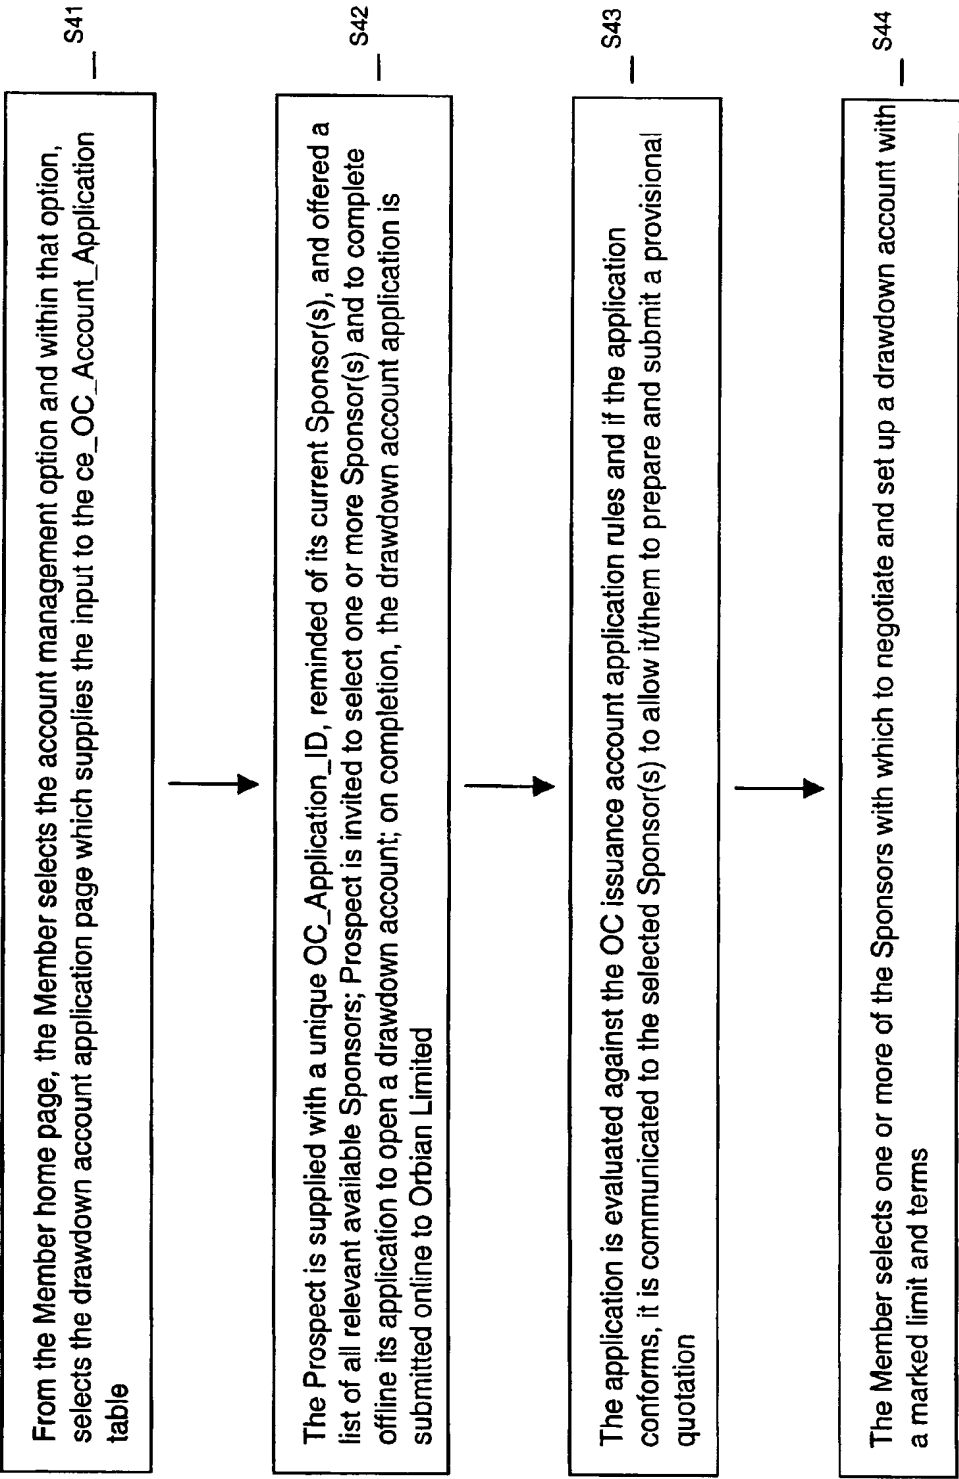 From the Member home page, the Member selects the account management option and within that option,
selects the drawdown account application page which supplies the input to the ce_OC_Account_Application
table
S41
The Prospect is supplied with a unique OC_Application_ID, reminded of its current Sponsor(s), and offered a
list of all relevant available Sponsors; Prospect is invited to select one or more Sponsor(s) and to complete
offline its application to open a drawdown account; on completion, the drawdown account application is
submitted online to Orbian Limited
S42
The application is evaluated against the OC issuance account application rules and if the application
conforms, it is communicated to the selected Sponsor(s) to allow it/them to prepare and submit a provisional
quotation
S43
The Member selects one or more of the Sponsors with which to negotiate and set up a drawdown account with
a marked limit and terms
S44